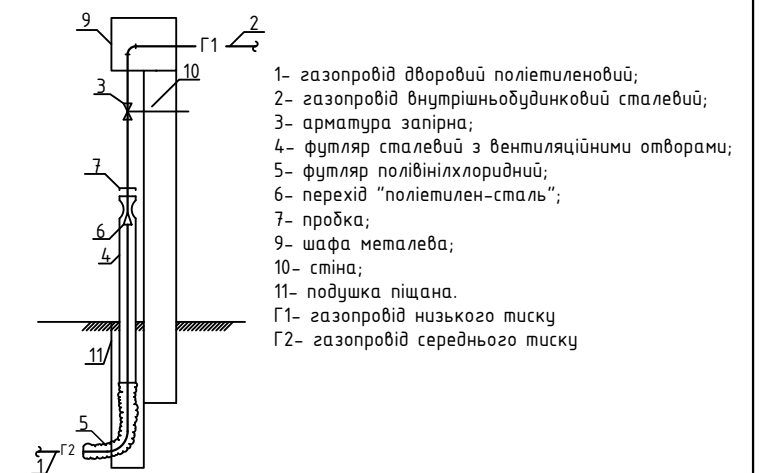 9
2
Г1
10
3
7
6
4
11
5
Г2
1
1- газопровід дворовий поліетиленовий;
2- газопровід внутрішньобудинковий сталевий;
3- арматура запірна;
4- футляр сталевий з вентиляційними отворами;
5- футляр полівінілхлоридний;
6- перехід "поліетилен-сталь";
7- пробка;
9- шафа металева;
10- стіна;
11- подушка піщана.
Г1- газопровід низького тиску
Г2- газопровід середнього тиску